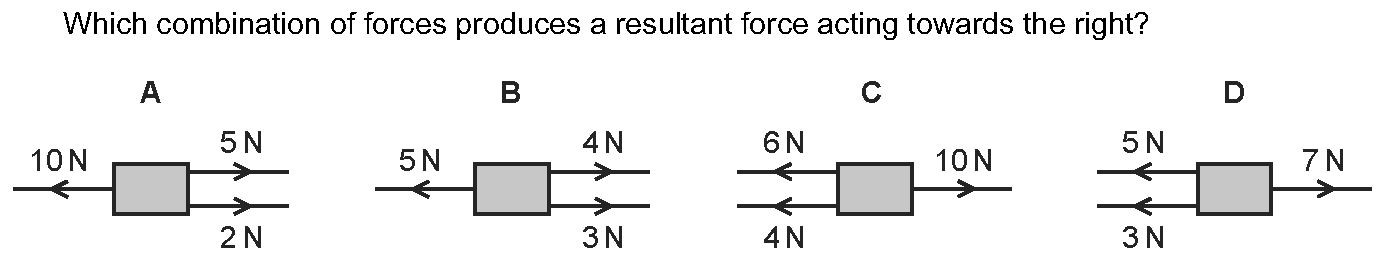 Which combination of forces produces a resultant force acting towards the right?
A B C D
10 N 5 N 2 N
5 N 4 N 3 N
6 N 4 N 10 N
5 N 3 N 7 N